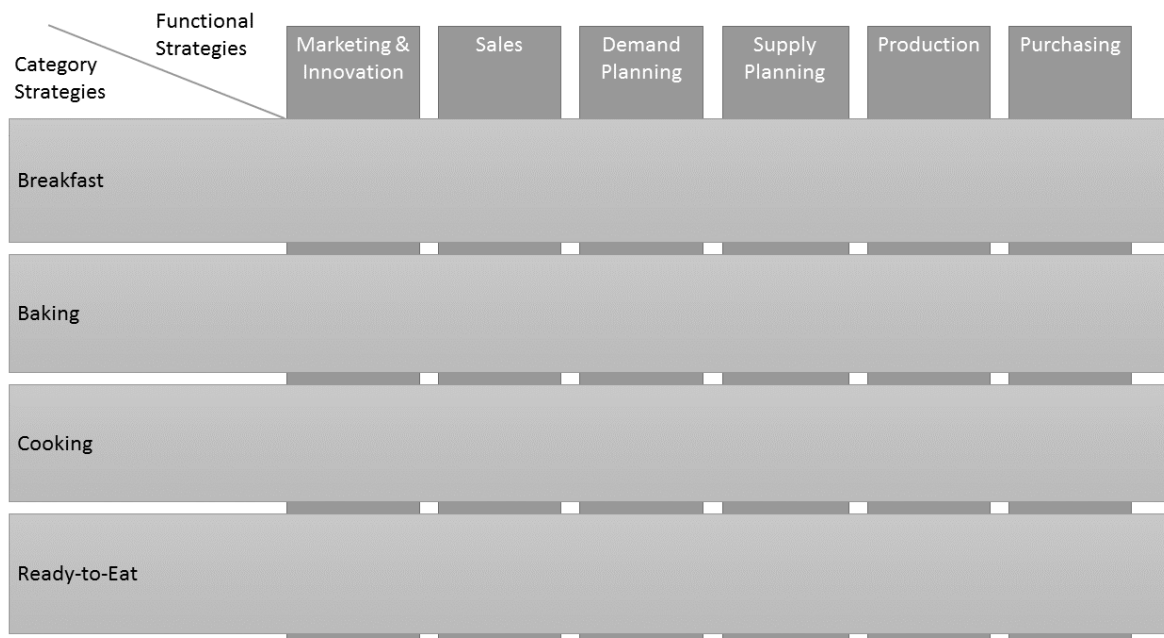 Functional
Strategies
Category
Strategies
Marketing &
Innovation
Sales
Demand
Planning
Supply
Planning
Production
Purchasing
Breakfast
Baking
Cooking
Ready-to-Eat